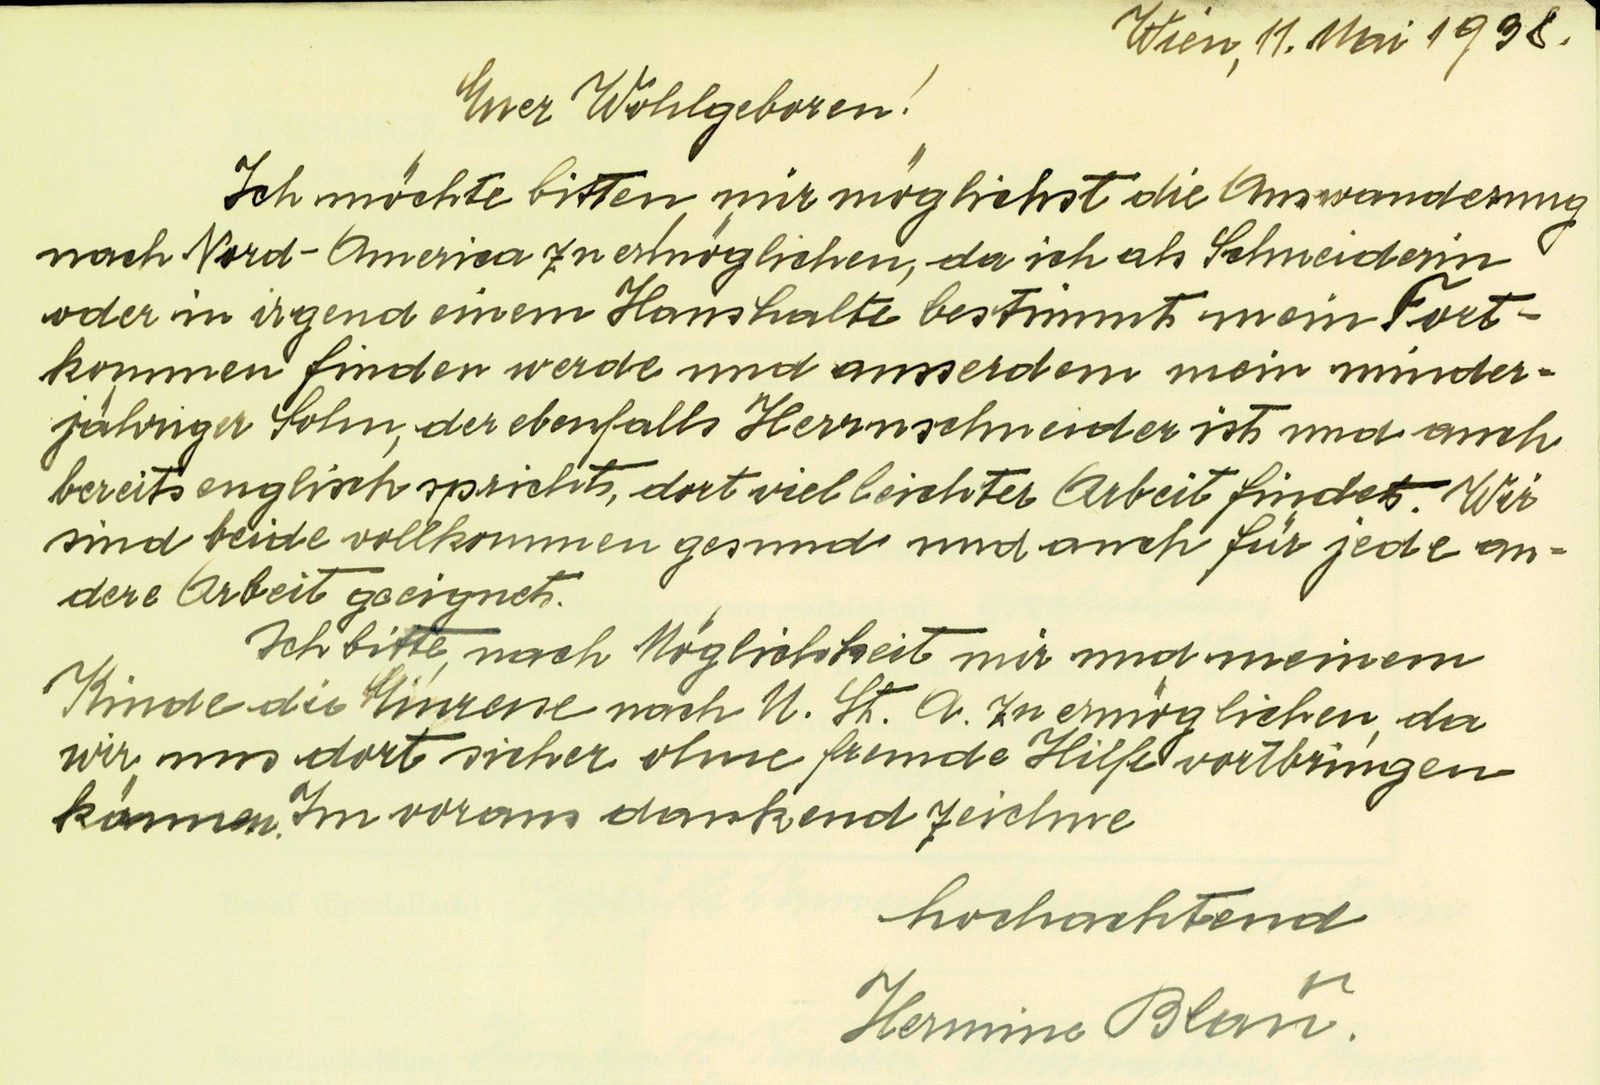 Wien, 11. Mai 1938.
Euer Wohlgeboren!
Ich möchte bitten, mir möglichst die Auswanderung
nach Nord-America zu ermöglichen, da ich als Schneiderin
oder in irgend einem Haushalte bestimmt mein Fort-
kommen finden werde und ausserdem mein minder-
jähriger Sohn, der ebenfalls Herrnschneider ist und auch
bereits englisch spricht, dort viel leichter Arbeit findet. Wir
sind beide vollkommen gesund und auch für jede an-
dere Arbeit geeignet.
Ich bitte, nach Möglichkeit mir und meinem
Kinde die Einreise nach U. St. A. zu ermöglichen, da
wir uns dort sicher ohne fremde Hilfe vortbringen
können. Im voraus dankend zeichne
hochachtend
Hermine Blau.